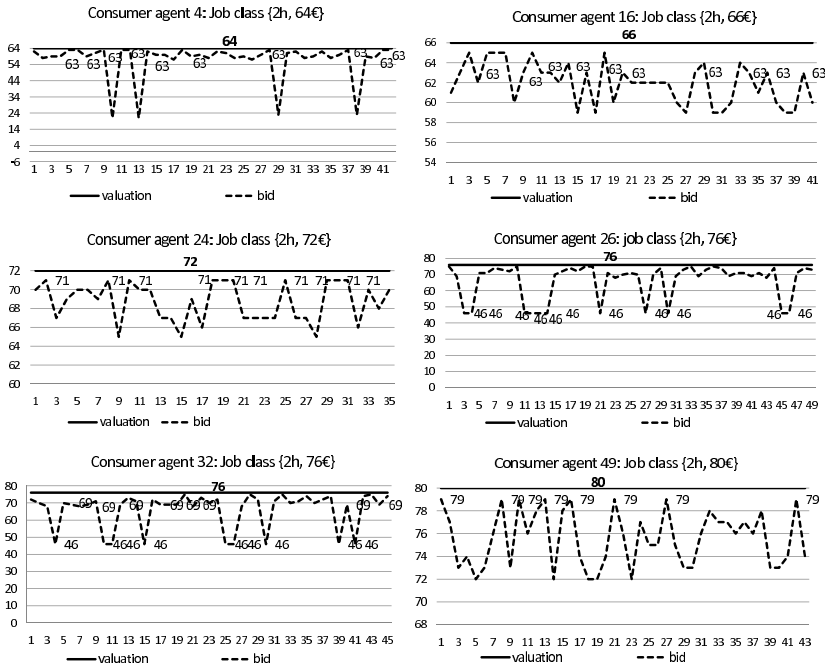 Consumer agent 4: Job class {2h, 64€}
64
64
54
44
34
24
14
4
-6
63 63 63 63 63 59 63 63 63 63
1 3 5 7 9 11 13 15 17 19 21 23 25 27 29 31 33 35 37 39 41
valuation bid
Consumer agent 16: Job class {2h, 66€}
66
66
64
62
60
58
56
54
63 63 63 63 63 63 63 63 63 63
1 3 5 7 9 11 13 15 17 19 21 23 25 27 29 31 33 35 37 39 41
valuation bid
Consumer agent 24: Job class {2h, 72€}
72
72
70
68
66
64
62
60
71 71 71 71 71 71 71 71 71 71
1 3 5 7 9 11 13 15 17 19 21 23 25 27 29 31 33 35
valuation bid
Consumer agent 26: job class {2h, 76€}
76
80
70
60
50
40
30
20
10
0
46 46 46 46 46 46 46 46 46 46 46
1 3 5 7 9 11 13 15 17 19 21 23 25 27 29 31 33 35 37 39 41 43 45 47 49
valuation bid
Consumer agent 32: Job class {2h, 76€}
76
80
70
60
50
40
30
20
10
0
69 69 69 69 69 69 69 69
46 46 46 46 46 46 46 46 46
1 3 5 7 9 11 13 15 17 19 21 23 25 27 29 31 33 35 37 39 41 43 45
valuation bid
Consumer agent 49: Job class {2h, 80€}
80
80
78
76
74
72
70
68
79 79 79 79 79 79 79 79
1 3 5 7 9 11 13 15 17 19 21 23 25 27 29 31 33 35 37 39 41 43
valuation bid